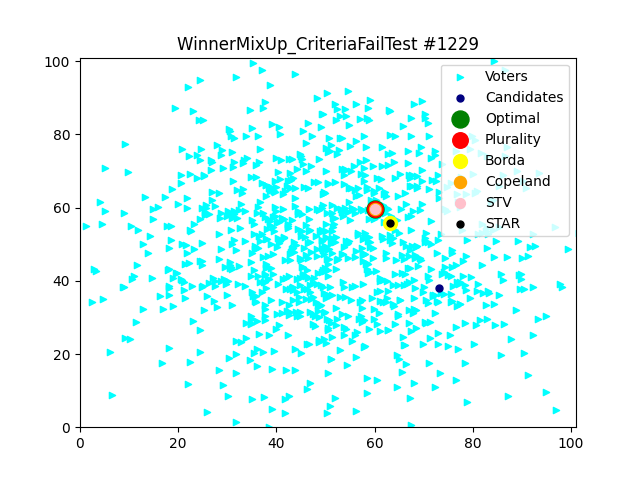 WinnerMixUp_CriteriaFailTest #1229
100
80
60
40
20
0
0
20
40
60
80
100
Voters
Candidates
Optimal
Plurality
Borda
Copeland
STV
STAR